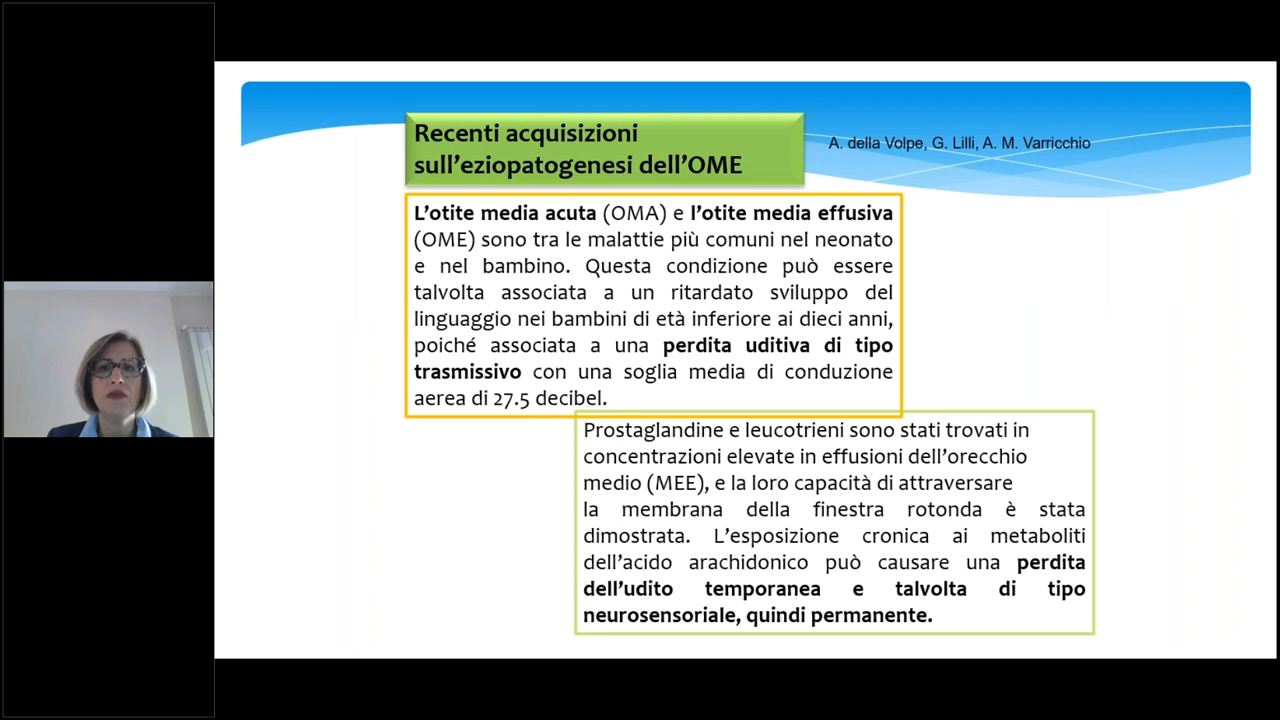 Recenti acquisizioni
sull’eziopatogenesi dell’OME
A. della Volpe, G. Lilli, A. M. Varricchio
L’otite media acuta (OMA) e l’otite media effusiva
(OME) sono tra le malattie più comuni nel neonato
e nel bambino. Questa condizione può essere
talvolta associata a un ritardato sviluppo del
linguaggio nei bambini di età inferiore ai dieci anni,
poiché associata a una perdita uditiva di tipo
trasmissivo con una soglia media di conduzione
aerea di 27.5 decibel.
Prostaglandine e leucotrieni sono stati trovati in
concentrazioni elevate in effusioni dell’orecchio
medio (MEE), e la loro capacità di attraversare
la membrana della finestra rotonda è stata
dimostrata. L’esposizione cronica ai metaboliti
dell’acido arachidonico può causare una perdita
dell’udito temporanea e talvolta di tipo
neurosensoriale, quindi permanente.